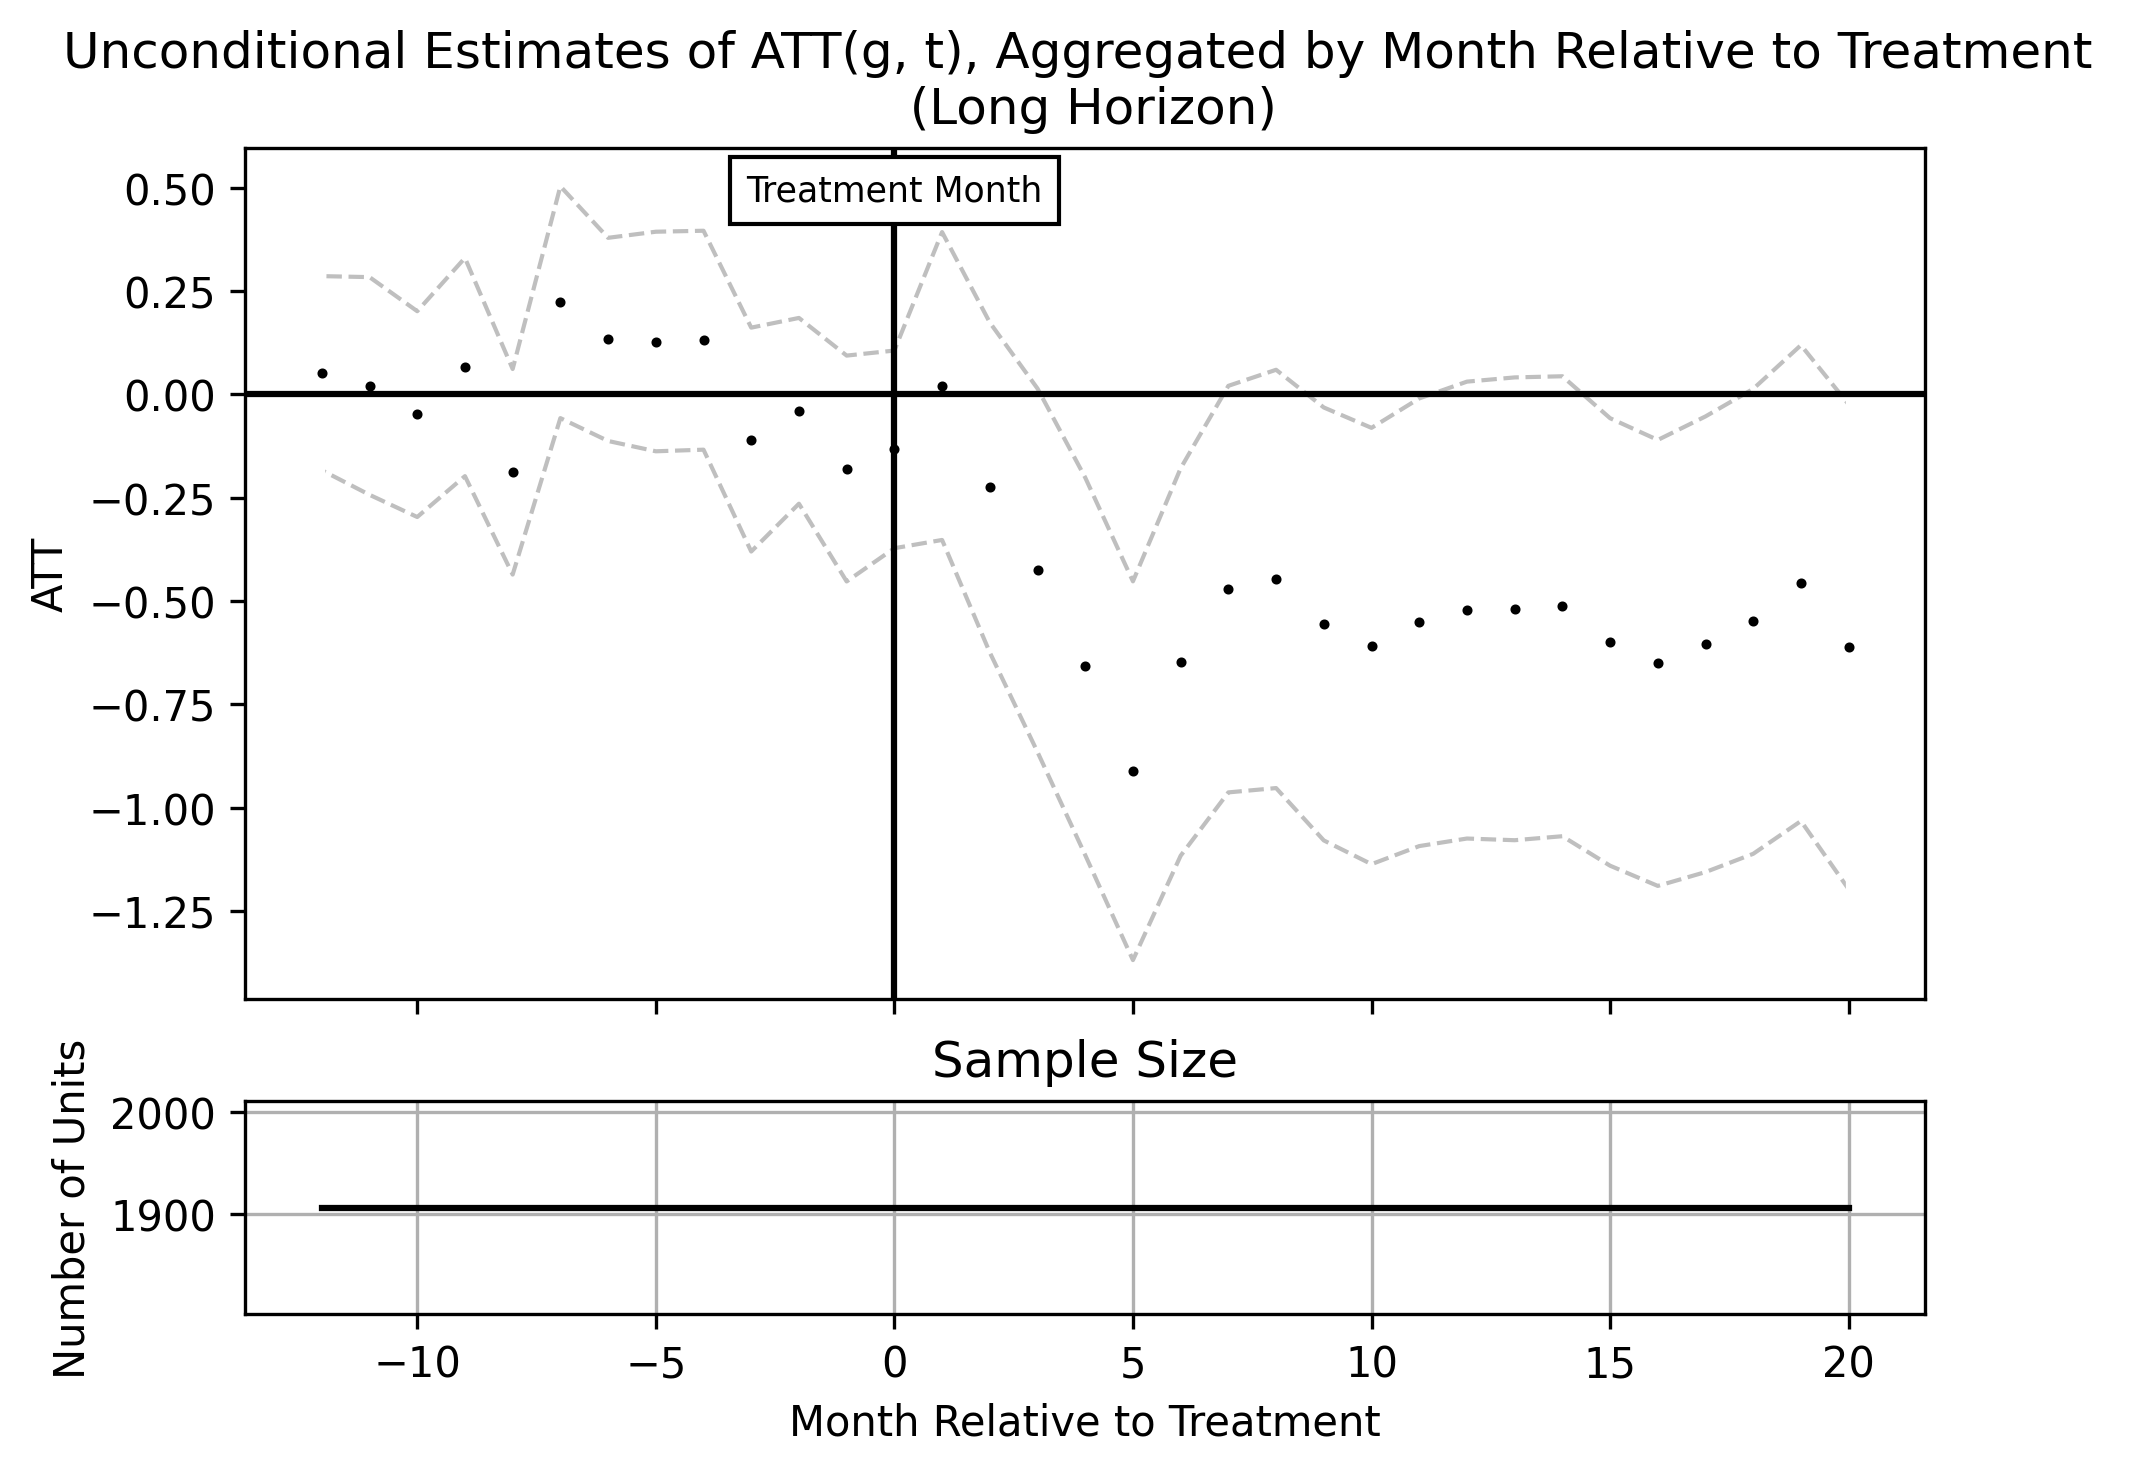 Unconditional Estimates of ATT(g, t), Aggregated by Month Relative to Treatment
(Long Horizon)
Treatment Month
0.50
0.25
0.00
−0.25
−0.50
−0.75
−1.00
−1.25
ATT
Sample Size
2000
1900
Number of Units
−10 −5 0 5 10 15 20
Month Relative to Treatment